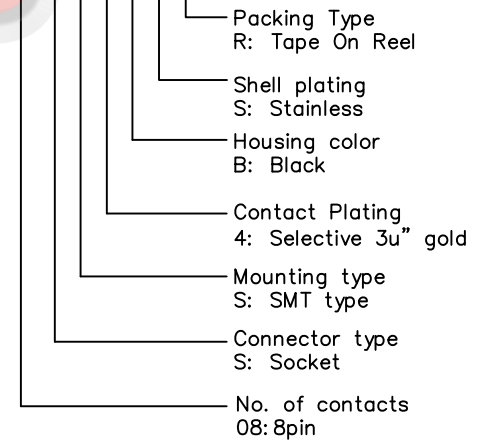 Packing Type
R: Tape On Reel
Shell plating
S: Stainless
Housing color
B: Black
Contact Plating
4: Selective 3u” gold
Mounting type
S: SMT type
Connector type
S: Socket
No. of contacts
08:8pin